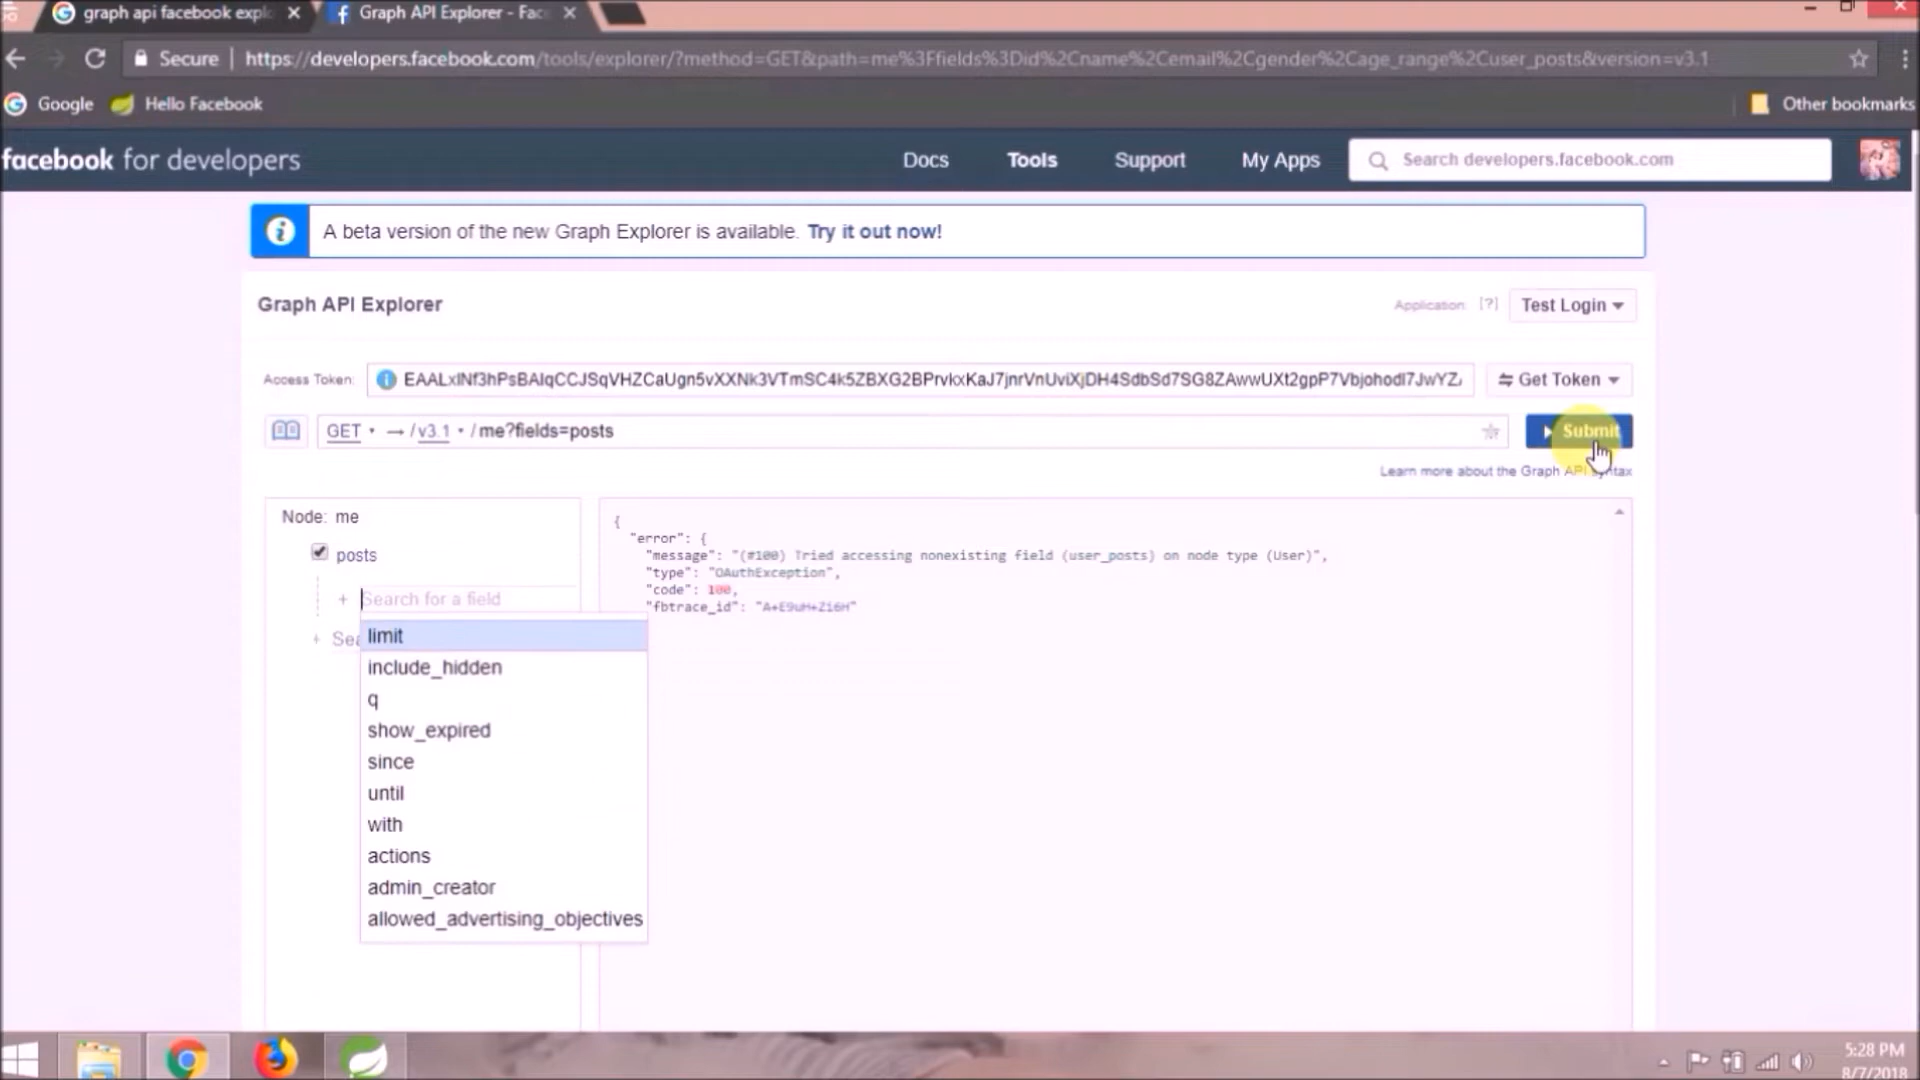 graph api facebook expl
Graph API Explorer - Fac
Secure
https://developers.facebook.com/tools/explorer/?method=GET&path=me%3Ffields%3Did%2Cname%2Cemail%2Cgender%2Cage_range%2Cuser_posts&version=v3.1
Google
Hello Facebook
Other bookmarks
facebook for developers
Docs
Tools
Support
My Apps
Search developers.facebook.com
A beta version of the new Graph Explorer is available. Try it out now!
Graph API Explorer
Application: [?]
Test Login
Access Token:
Get Token
GET → /v3.1 / me?fields=posts
Submit
Learn more about the Graph API Syntax
Node: me
posts
+ Search for a field
+ Sea
limit
include_hidden
q
show_expired
since
until
with
actions
admin_creator
allowed_advertising_objectives
{
"error": {
"message": "(#100) Tried accessing nonexisting field (user_posts) on node type (User)",
"type": "OAuthException",
"code": 100,
"fbtrace_id": "A+E9uH+Zi6H"
5:28 PM
8/7/2018